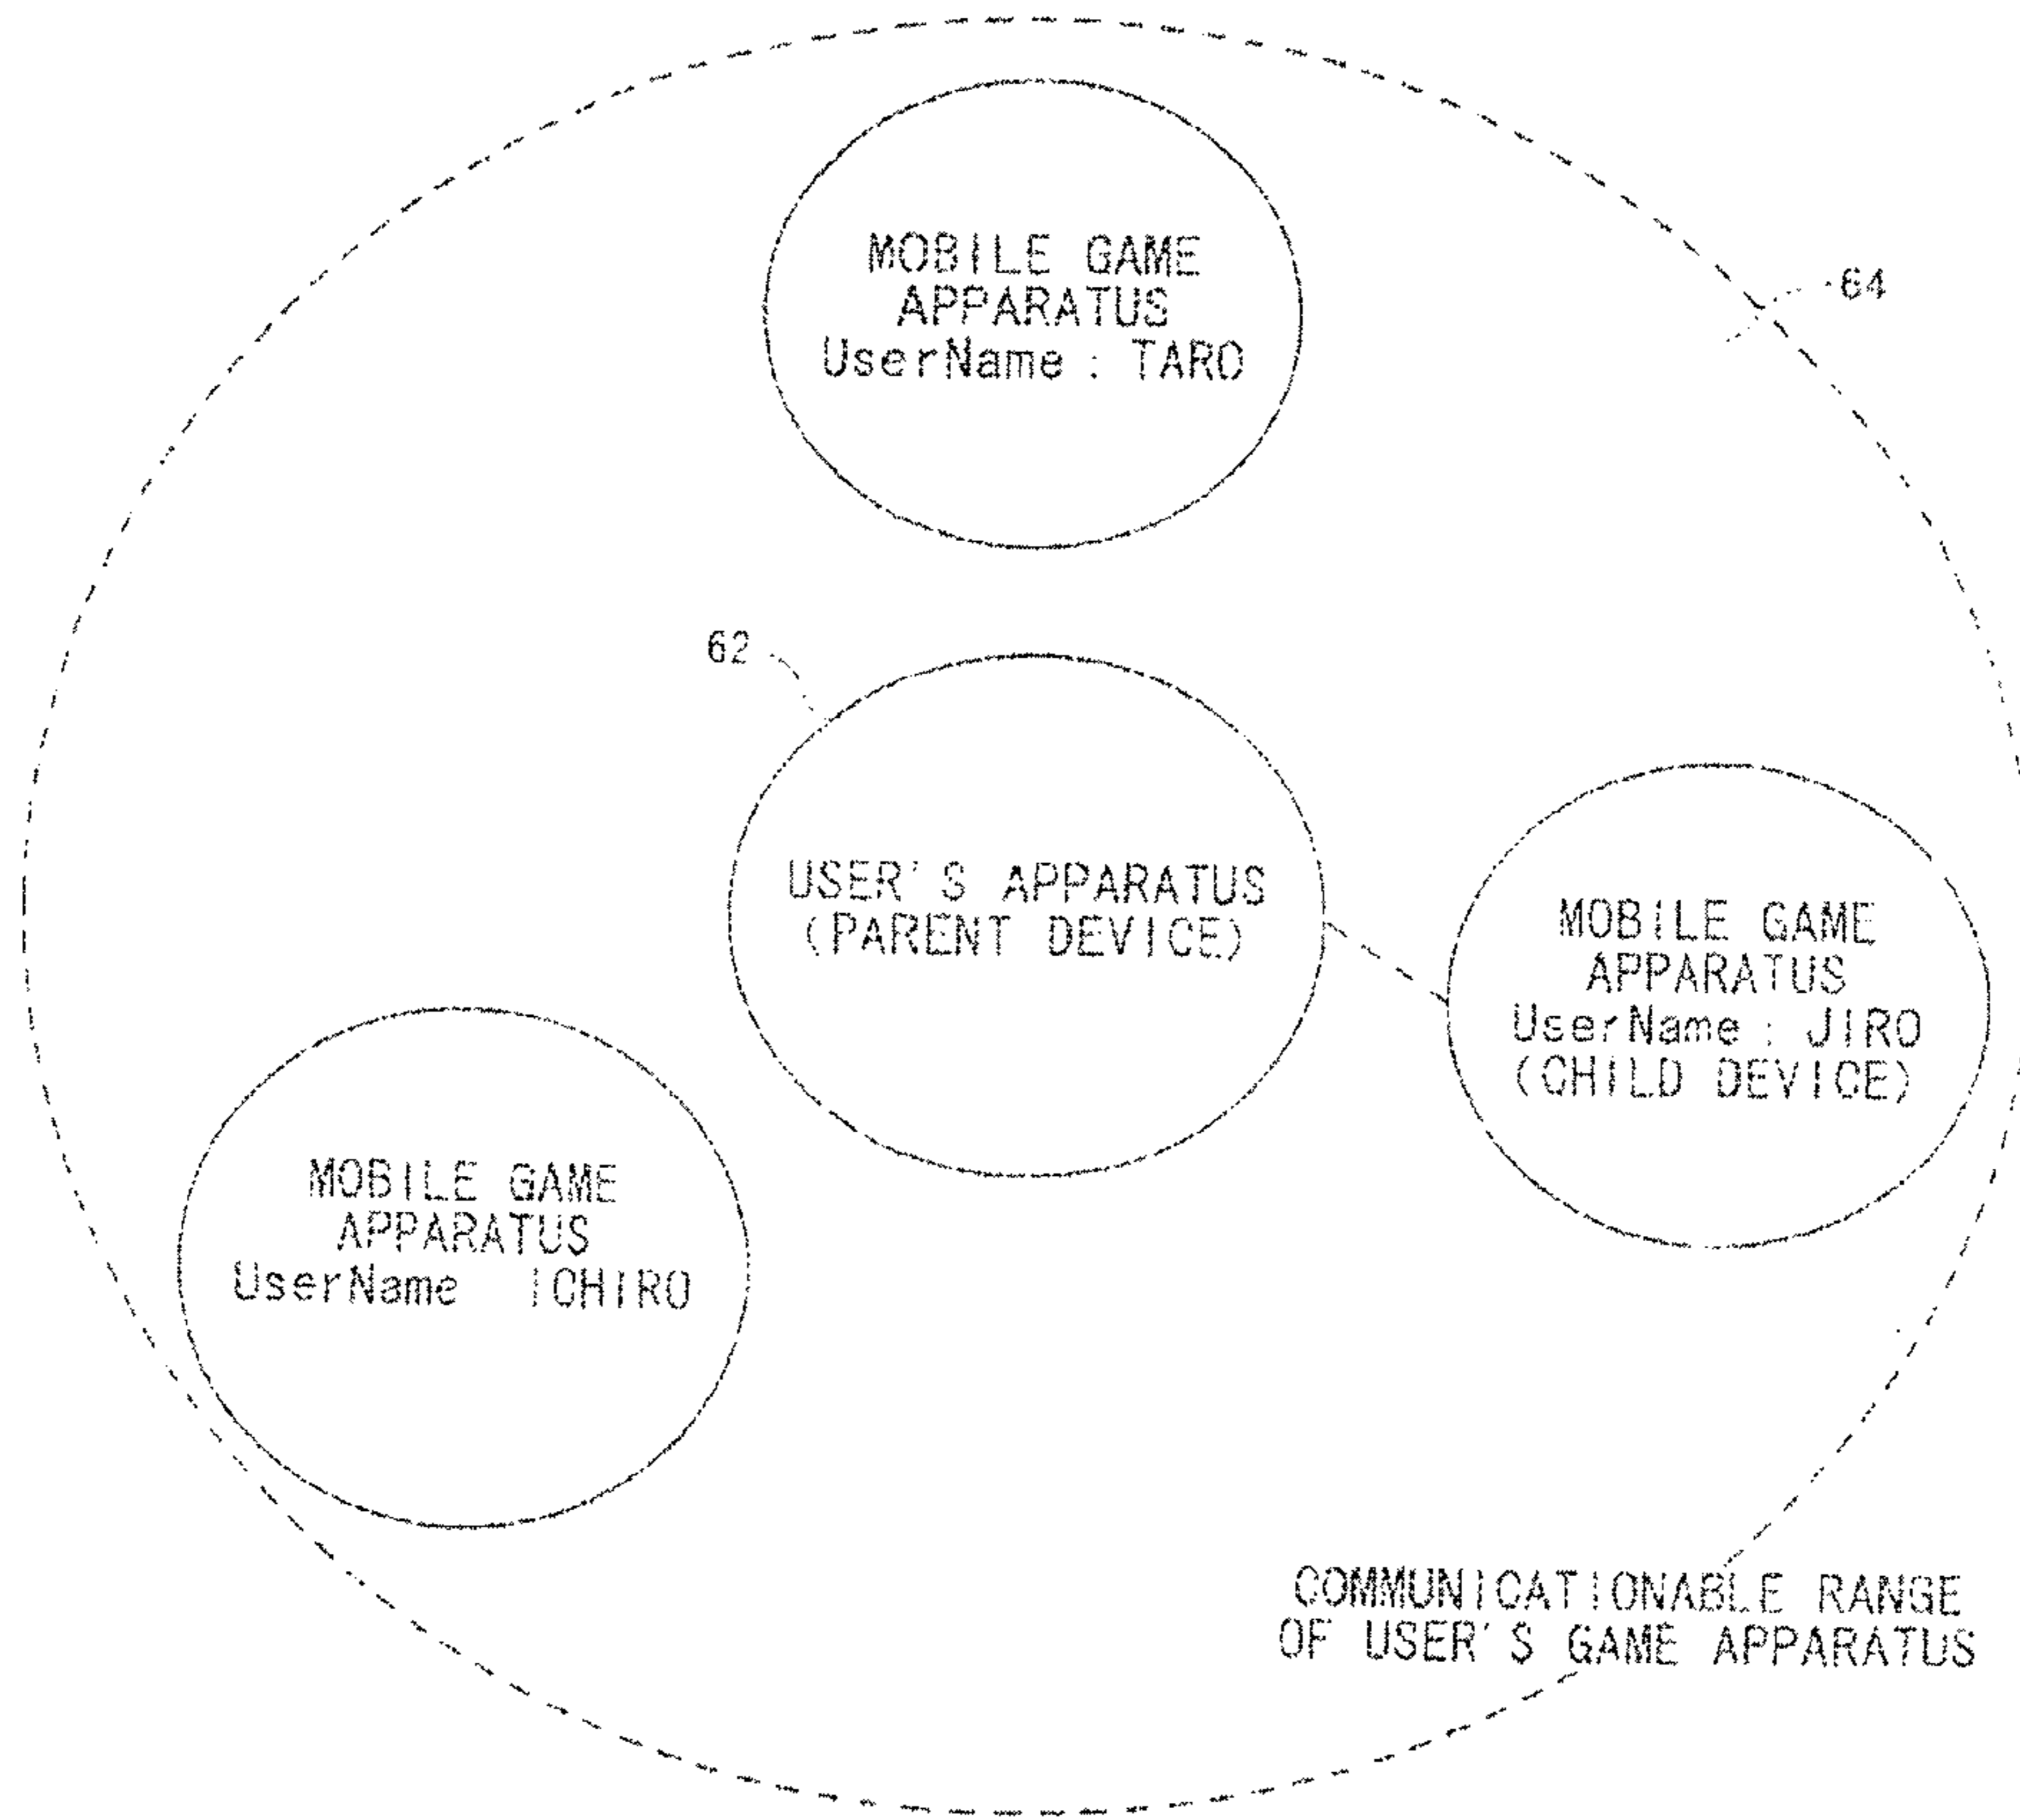 MOBILE GAME
APPARATUS
UserName : TARO
64
62
USER'S APPARATUS
(PARENT DEVICE)
MOBILE GAME
APPARATUS
UserName : JIRO
(CHILD DEVICE)
MOBILE GAME
APPARATUS
UserName ICHIRO
COMMUNICATIONABLE RANGE
OF USER'S GAME APPARATUS